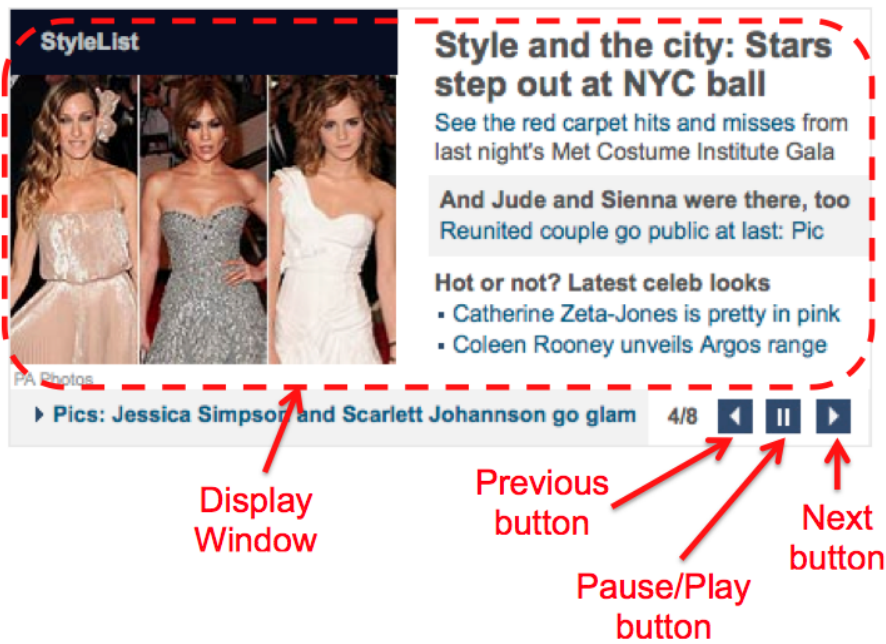 StyleList
Style and the city: Stars
step out at NYC ball
See the red carpet hits and misses from
last night's Met Costume Institute Gala
And Jude and Sienna were there, too
Reunited couple go public at last: Pic
Hot or not? Latest celeb looks
▪ Catherine Zeta-Jones is pretty in pink
▪ Coleen Rooney unveils Argos range
PA Photos
Pics: Jessica Simpson and Scarlett Johannson go glam
4/8
Display
Window
Previous
button
Pause/Play
button
Next
button